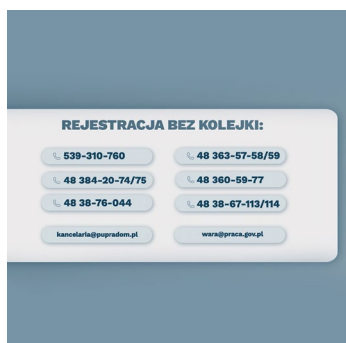 REJESTRACJA BEZ KOLEJKI:
539-310-760
48 363-57-58/59
48 384-20-74/75
48 360-59-77
48 38-76-044
48 38-67-113/114
kancelaria@pupradom.pl
wara@praca.gov.pl